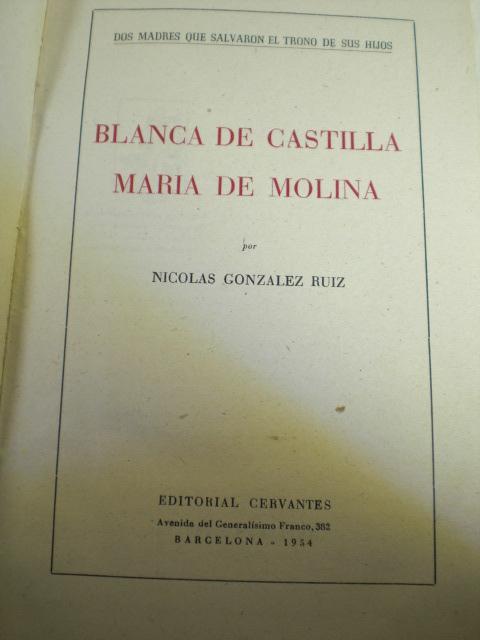 DOS MADRES QUE SALVARON EL TRONO DE SUS HIJOS
BLANCA DE CASTILLA
MARIA DE MOLINA
por
NICOLAS GONZALEZ RUIZ
EDITORIAL CERVANTES
Avenida del Generalísimo Franco, 382
BARCELONA - 1954